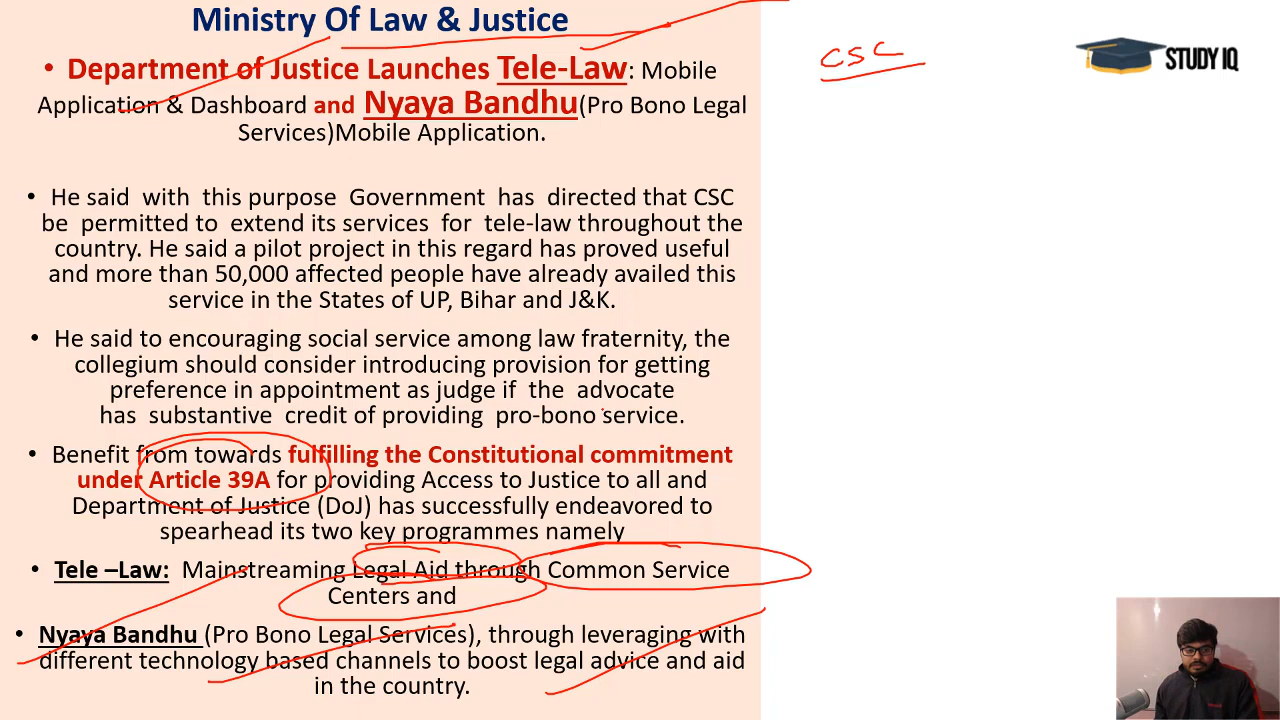 Ministry Of Law & Justice
CSC
STUDY IQ
• Department of Justice Launches Tele-Law: Mobile
Application & Dashboard and Nyaya Bandhu(Pro Bono Legal
Services)Mobile Application.
• He said with this purpose Government has directed that CSC
be permitted to extend its services for tele-law throughout the
country. He said a pilot project in this regard has proved useful
and more than 50,000 affected people have already availed this
service in the States of UP, Bihar and J&K.
• He said to encouraging social service among law fraternity, the
collegium should consider introducing provision for getting
preference in appointment as judge if the advocate
has substantive credit of providing pro-bono service.
• Benefit from towards fulfilling the Constitutional commitment
under Article 39A for providing Access to Justice to all and
Department of Justice (DoJ) has successfully endeavored to
spearhead its two key programmes namely
• Tele –Law: Mainstreaming Legal Aid through Common Service
Centers and
• Nyaya Bandhu (Pro Bono Legal Services), through leveraging with
different technology based channels to boost legal advice and aid
in the country.